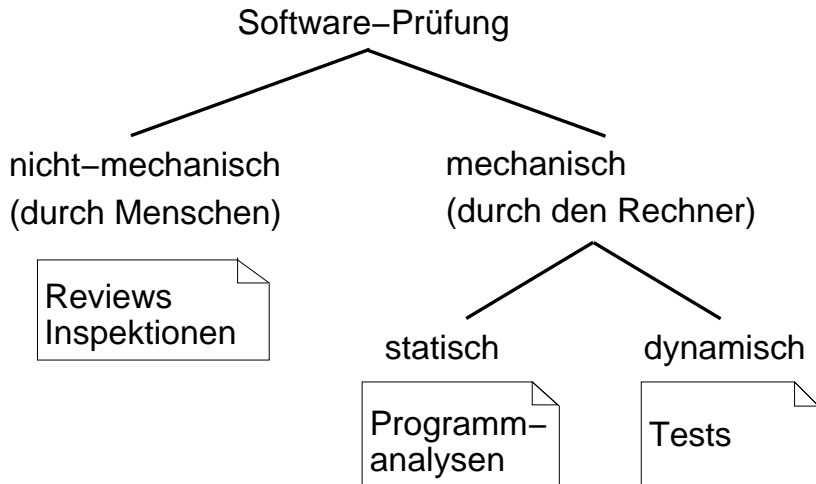 Software−Prüfung
nicht−mechanisch
(durch Menschen)
mechanisch
(durch den Rechner)
Reviews
Inspektionen
statisch
dynamisch
Programm−
analysen
Tests